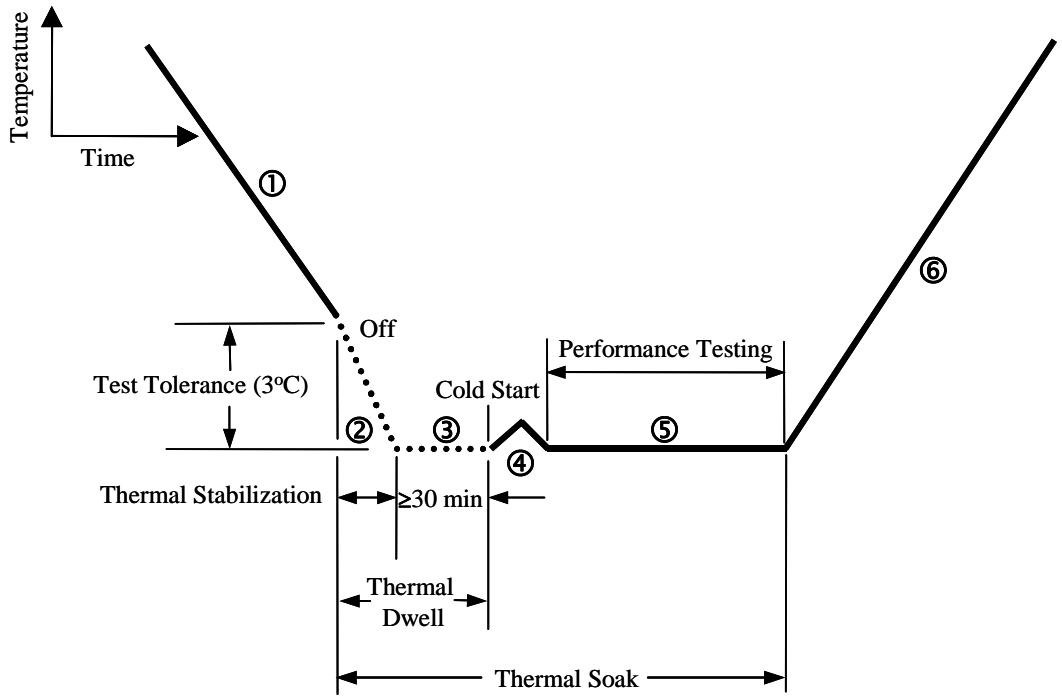 Temperature
Time
①
⑥
Off
Performance Testing
Test Tolerance (3°C)
Cold Start
②
③
④
⑤
Thermal Stabilization
≥30 min
Thermal
Dwell
Thermal Soak